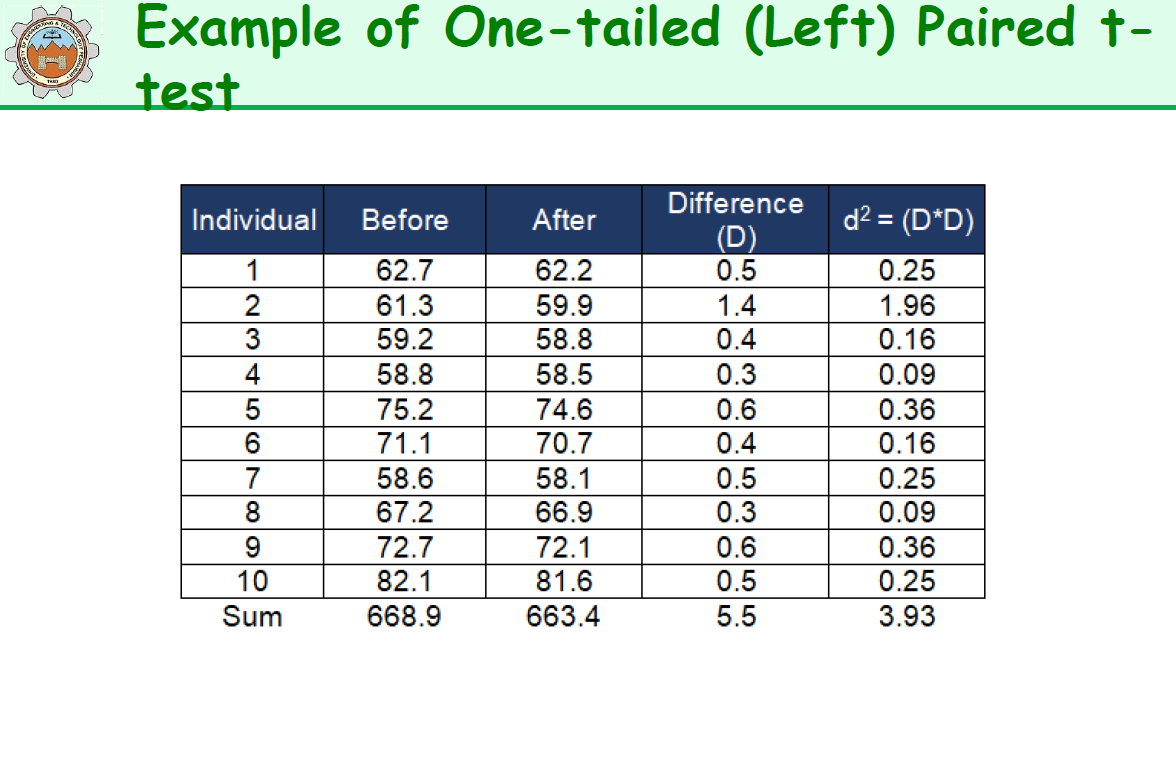 Example of One-tailed (Left) Paired t-
test
Individual Before After Difference (D) d² = (D*D)
1 62.7 62.2 0.5 0.25
2 61.3 59.9 1.4 1.96
3 59.2 58.8 0.4 0.16
4 58.8 58.5 0.3 0.09
5 75.2 74.6 0.6 0.36
6 71.1 70.7 0.4 0.16
7 58.6 58.1 0.5 0.25
8 67.2 66.9 0.3 0.09
9 72.7 72.1 0.6 0.36
10 82.1 81.6 0.5 0.25
Sum 668.9 663.4 5.5 3.93